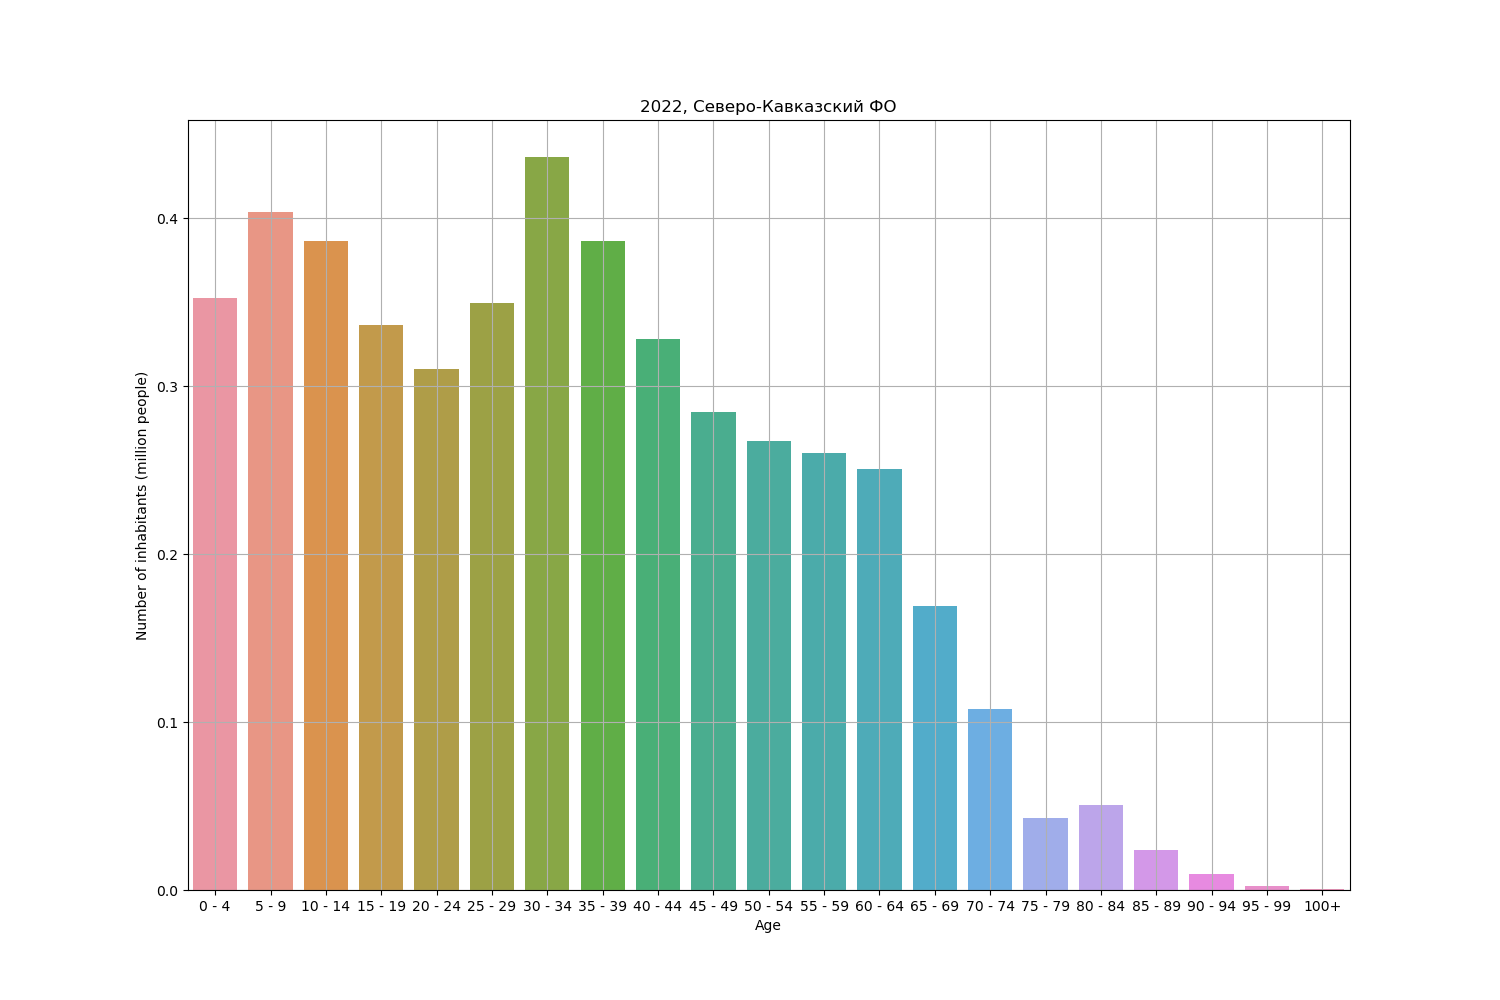 2022, Северо-Кавказский ФО
Number of inhabitants (million people)
0.4
0.3
0.2
0.1
0.0
0 - 4 5 - 9 10 - 14 15 - 19 20 - 24 25 - 29 30 - 34 35 - 39 40 - 44 45 - 49 50 - 54 55 - 59 60 - 64 65 - 69 70 - 74 75 - 79 80 - 84 85 - 89 90 - 94 95 - 99 100+
Age